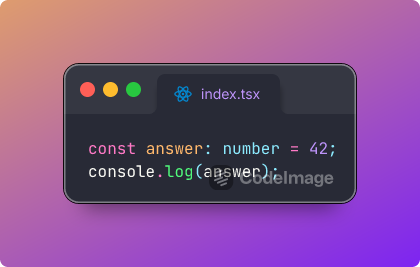 index.tsx
const answer: number = 42;
console.log(answer);
CodeImage